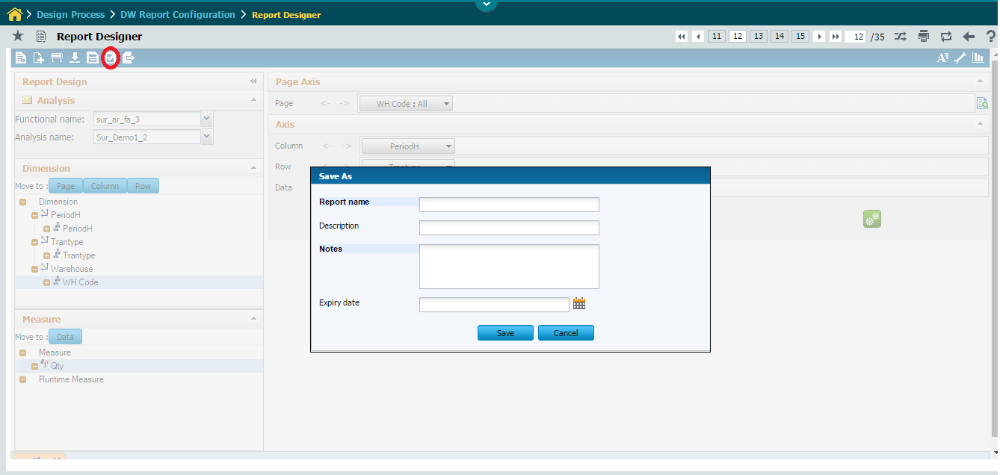 Design Process > DW Report Configuration > Report Designer
Report Designer
11 12 13 14 15 12 /35
Report Design
Analysis
Functional name: sur_ar_fa_3
Analysis name: Sur_Demo1_2
Dimension
Move to : Page Column Row
Dimension
PeriodH
PeriodH
Trantype
Trantype
Warehouse
WH Code
Measure
Move to : Data
Measure
Qty
Runtime Measure
Page Axis
Page <- -> WH Code : All
Axis
Column <- -> PeriodH
Row <- -> Trantype
Data
Save As
Report name
Description
Notes
Expiry date
Save Cancel